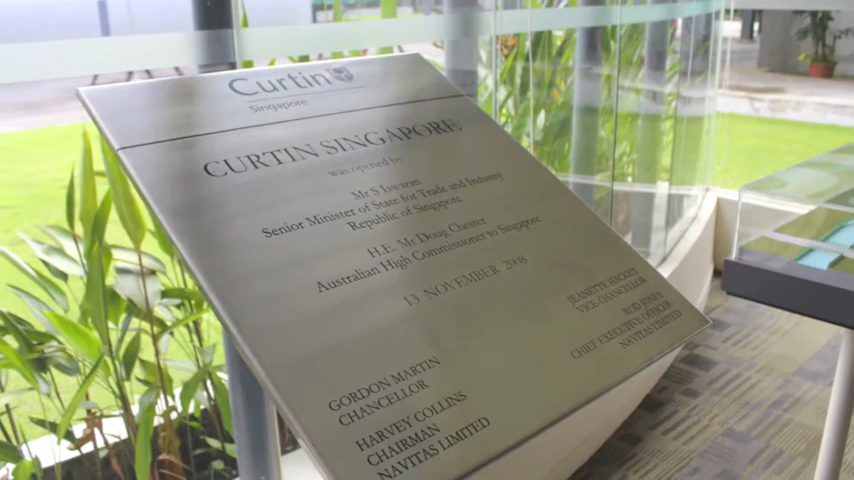 Curtin
Singapore
CURTIN SINGAPORE
was opened by
Mr S Iswaran
Senior Minister of State for Trade and Industry
Republic of Singapore
H.E. Mr Doug Chester
Australian High Commissioner to Singapore
13 NOVEMBER 2008
JEANETTE HACKET
VICE-CHANCELLOR
ROD JONES
CHIEF EXECUTIVE OFFICER
NAVITAS LIMITED
GORDON MARTIN
CHANCELLOR
HARVEY COLLINS
CHAIRMAN
NAVITAS LIMITED